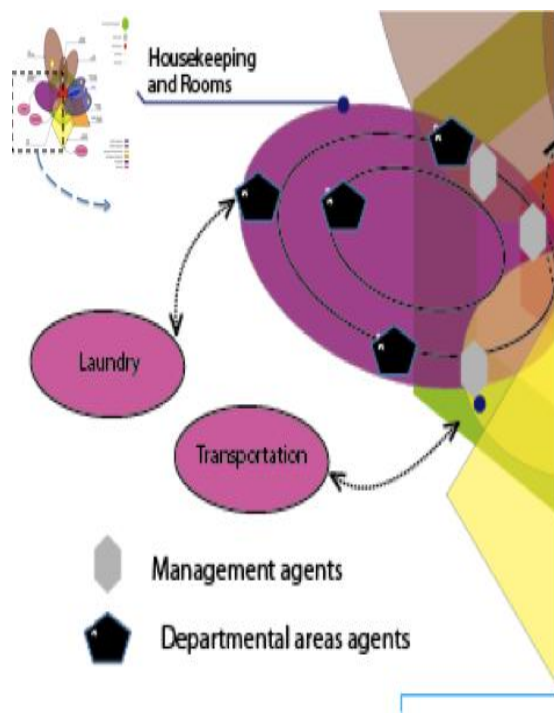 Housekeeping
and Rooms
Laundry
Transportation
Management agents
Departmental areas agents